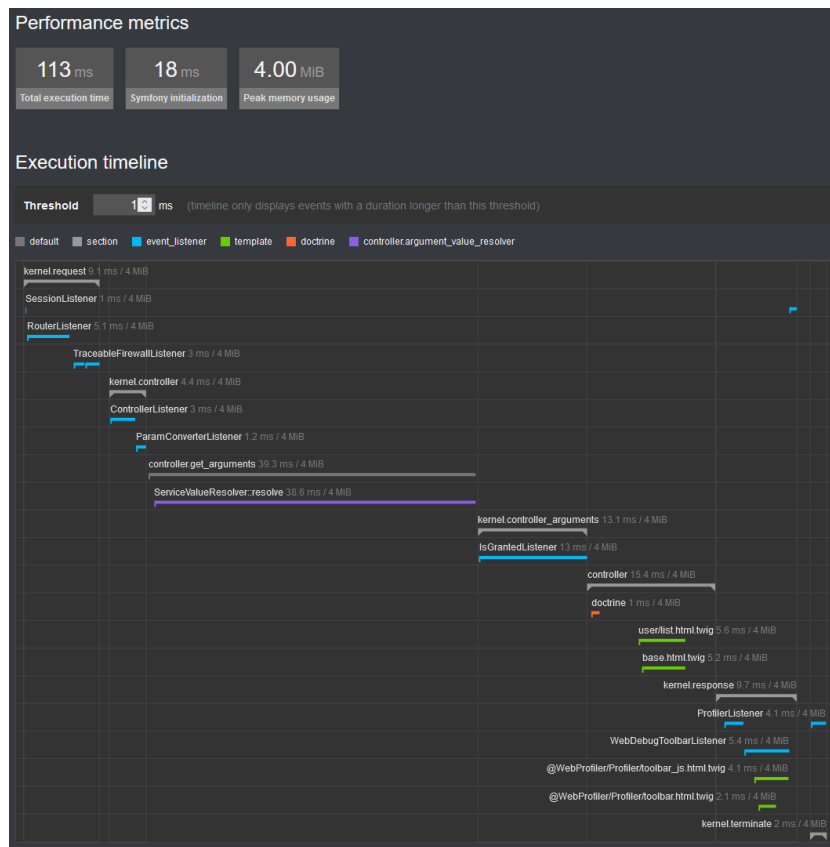 Performance metrics
113 ms
18 ms
4.00 MiB
Total execution time
Symfony initialization
Peak memory usage
Execution timeline
Threshold 1 ms (timeline only displays events with a duration longer than this threshold)
default section event_listener template doctrine controller.argument_value_resolver
kernel.request 9.1 ms / 4 MiB
SessionListener 1 ms / 4 MiB
RouterListener 5.1 ms / 4 MiB
TraceableFirewallListener 3 ms / 4 MiB
kernel.controller 4.4 ms / 4 MiB
ControllerListener 3 ms / 4 MiB
ParamConverterListener 1.2 ms / 4 MiB
controller.get_arguments 39.3 ms / 4 MiB
ServiceValueResolver::resolve 38.6 ms / 4 MiB
kernel.controller_arguments 13.1 ms / 4 MiB
IsGrantedListener 13 ms / 4 MiB
controller 15.4 ms / 4 MiB
doctrine 1 ms / 4 MiB
user/list.html.twig 5.6 ms / 4 MiB
base.html.twig 5.2 ms / 4 MiB
kernel.response 9.7 ms / 4 MiB
ProfilerListener 4.1 ms / 4 MiB
WebDebugToolbarListener 5.4 ms / 4 MiB
@WebProfiler/Profiler/toolbar_js.html.twig 4.1 ms / 4 MiB
@WebProfiler/Profiler/toolbar.html.twig 2.1 ms / 4 MiB
kernel.terminate 2 ms / 4 MiB